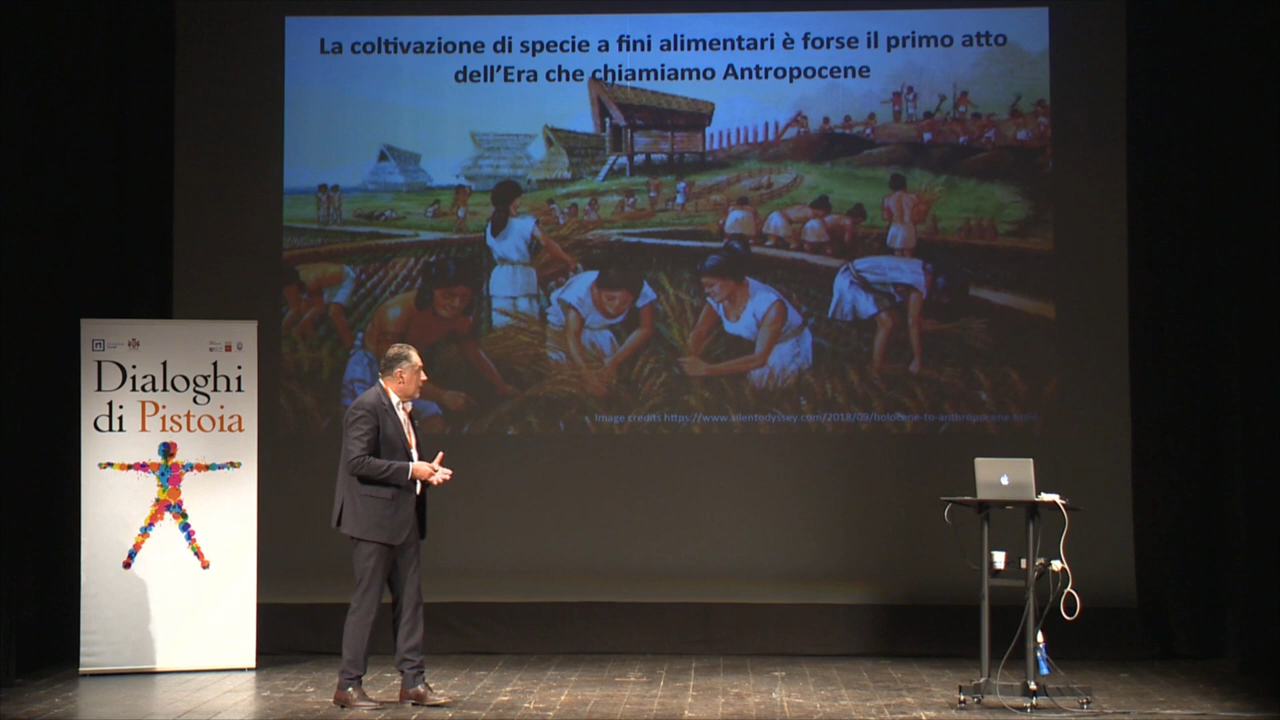 La coltivazione di specie a fini alimentari è forse il primo atto
dell'Era che chiamiamo Antropocene
Image credits https://www.silentodyssey.com/2018/09/holocene-to-anthropocene.html
Dialoghi
di Pistoia